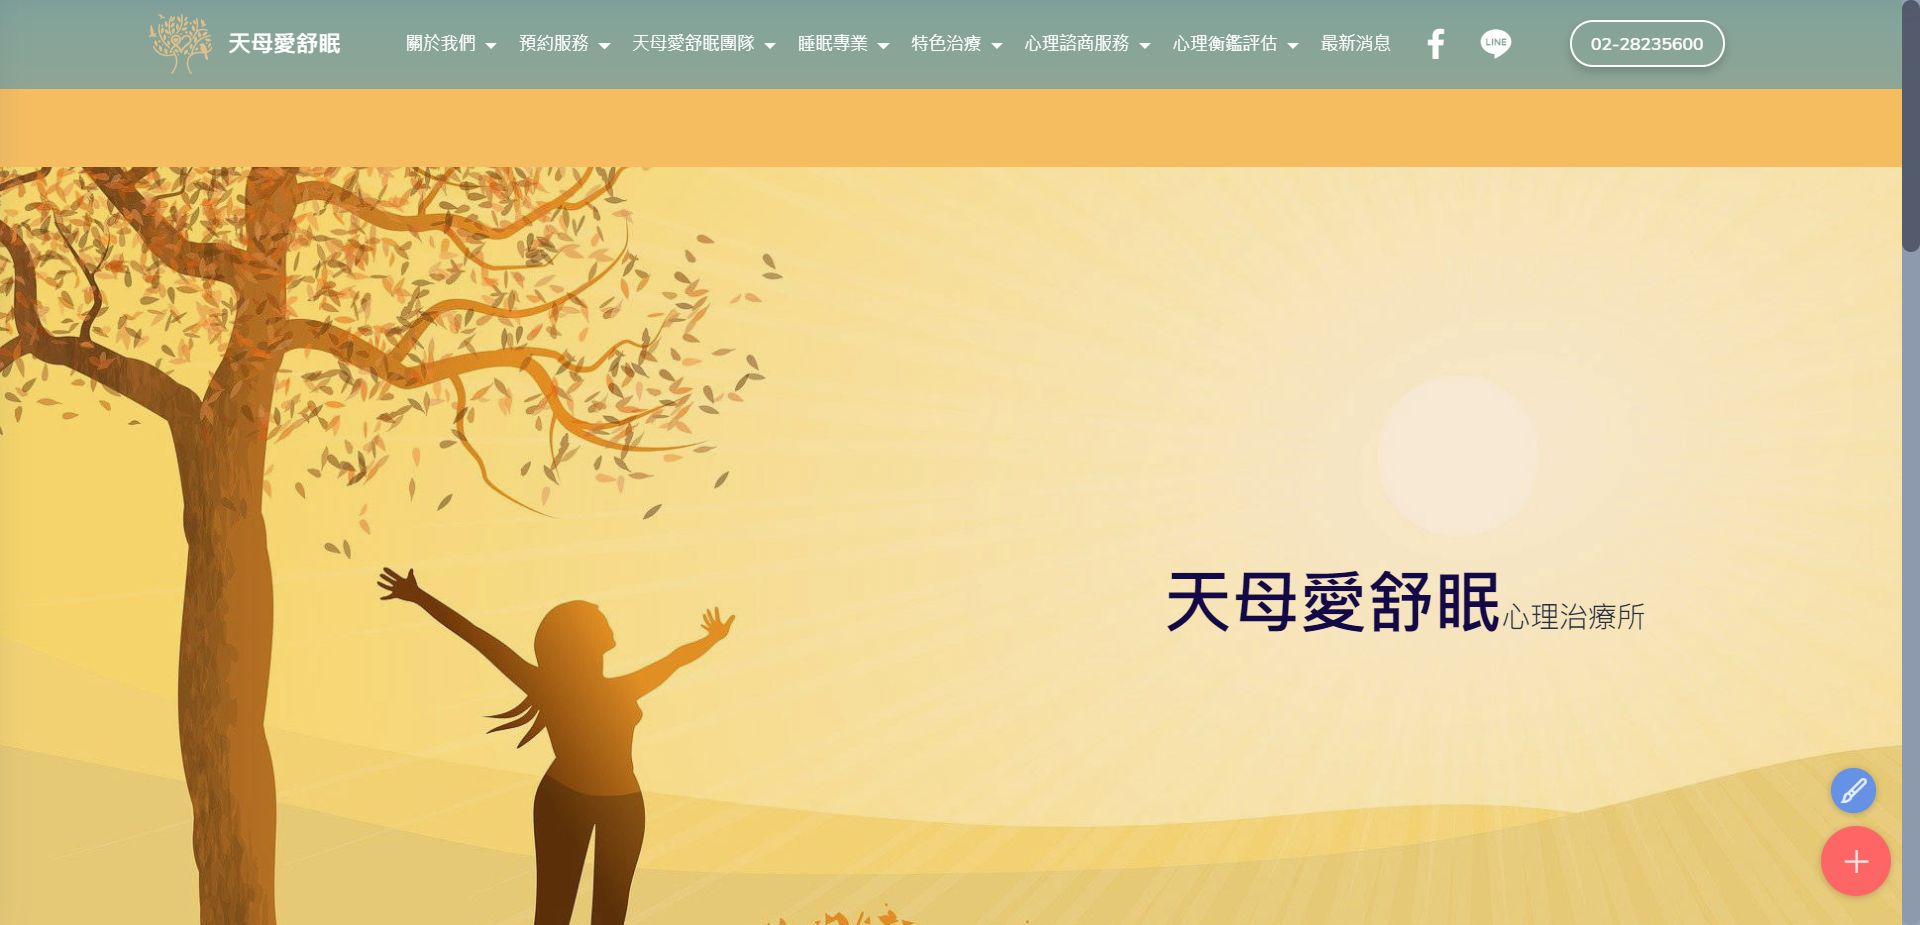 天母愛舒眠
關於我們
預約服務
天母愛舒眠團隊
睡眠專業
特色治療
心理諮商服務
心理衡鑑評估
最新消息
LINE
02-28235600
天母愛舒眠心理治療所